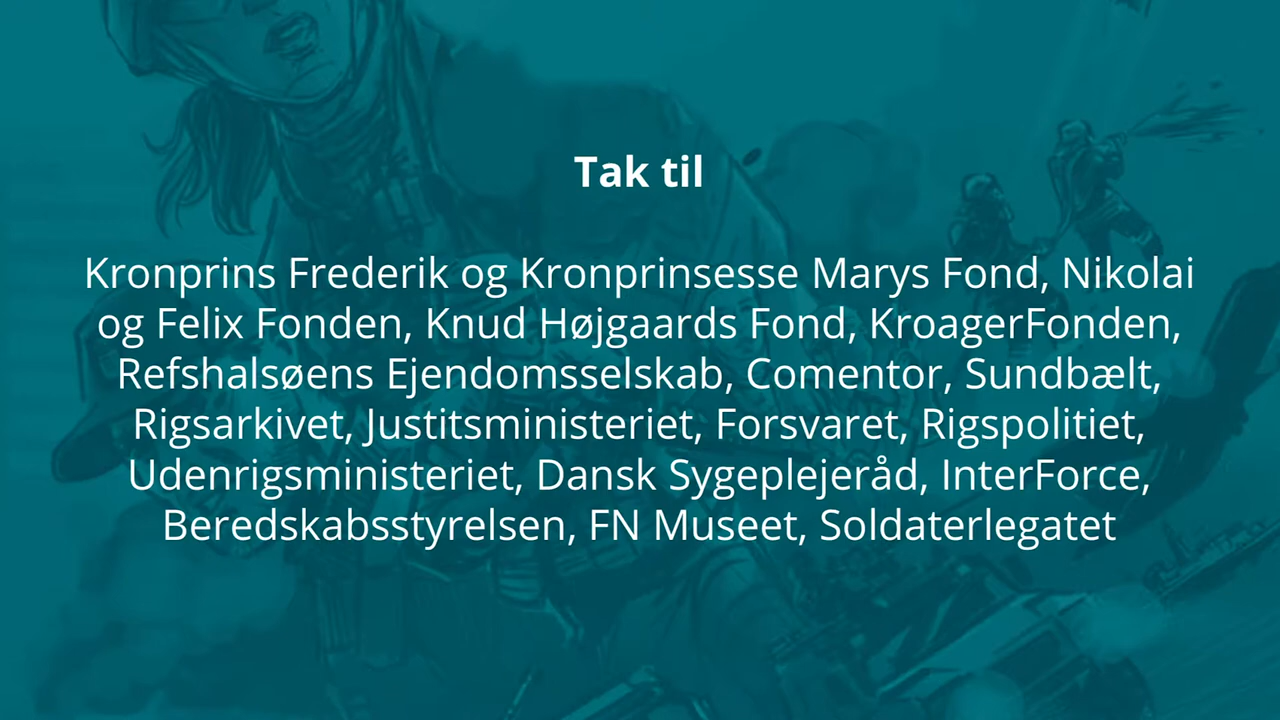 Tak til
Kronprins Frederik og Kronprinsesse Marys Fond, Nikolai
og Felix Fonden, Knud Højgaards Fond, KroagerFonden,
Refshalsøens Ejendomsselskab, Comentor, Sundbælt,
Rigsarkivet, Justitsministeriet, Forsvaret, Rigspolitiet,
Udenrigsministeriet, Dansk Sygeplejeråd, InterForce,
Beredskabsstyrelsen, FN Museet, Soldaterlegatet